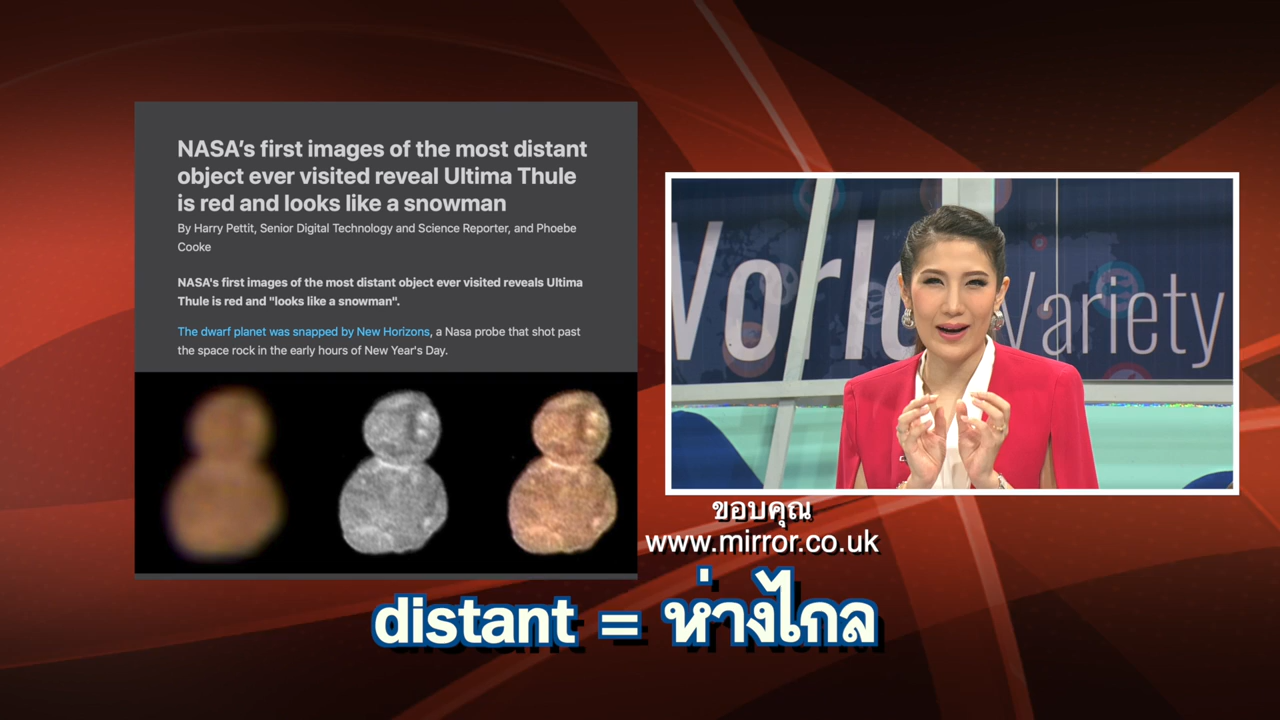 NASA's first images of the most distant
object ever visited reveal Ultima Thule
is red and looks like a snowman
By Harry Pettit, Senior Digital Technology and Science Reporter, and Phoebe
Cooke
NASA's first images of the most distant object ever visited reveals Ultima
Thule is red and "looks like a snowman".
The dwarf planet was snapped by New Horizons, a Nasa probe that shot past
the space rock in the early hours of New Year's Day.
World Variety
ขอบคุณ
www.mirror.co.uk
distant = ห่างไกล